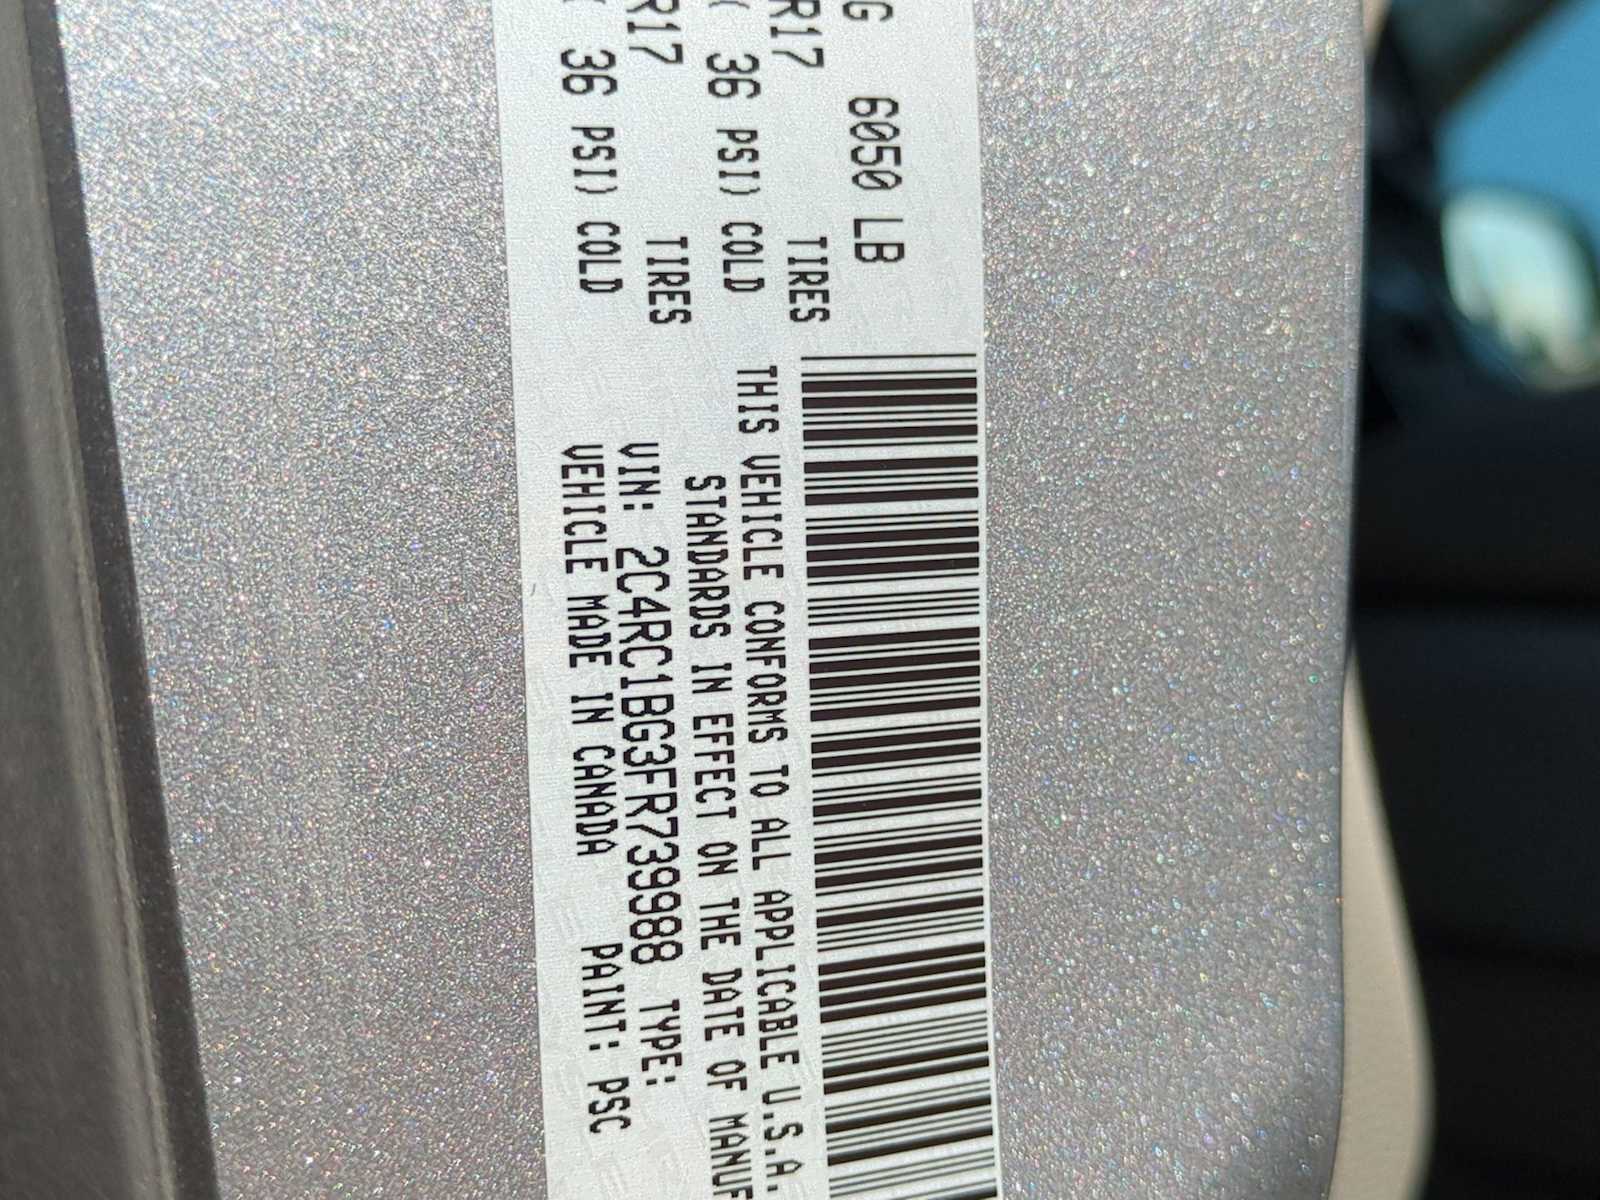 G 6050 LB
R17 TIRES
( 36 PSI) COLD
R17 TIRES
( 36 PSI) COLD
THIS VEHICLE CONFORMS TO ALL APPLICABLE U.S.A.
STANDARDS IN EFFECT ON THE DATE OF MANUF
VIN: 2C4RC1BG3FR739988 TYPE:
VEHICLE MADE IN CANADA PAINT: PSC